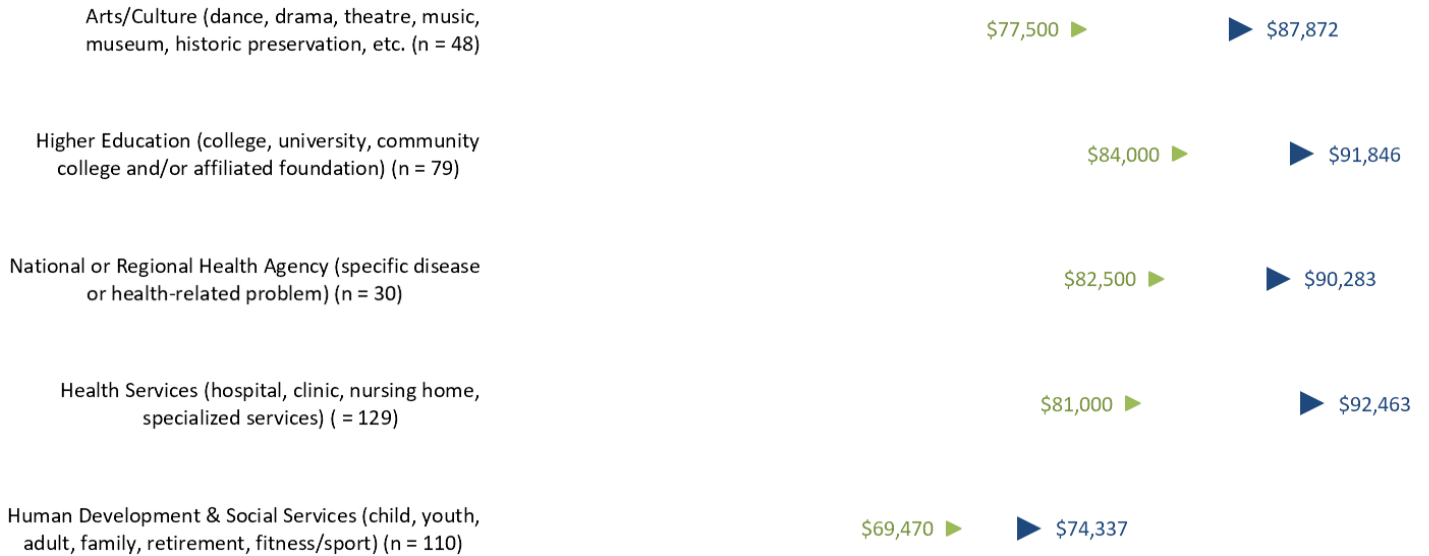 Arts/Culture (dance, drama, theatre, music,
museum, historic preservation, etc. (n = 48)
$77,500
$87,872
Higher Education (college, university, community
college and/or affiliated foundation) (n = 79)
$84,000
$91,846
National or Regional Health Agency (specific disease
or health-related problem) (n = 30)
$82,500
$90,283
Health Services (hospital, clinic, nursing home,
specialized services) ( = 129)
$81,000
$92,463
Human Development & Social Services (child, youth,
adult, family, retirement, fitness/sport) (n = 110)
$69,470
$74,337